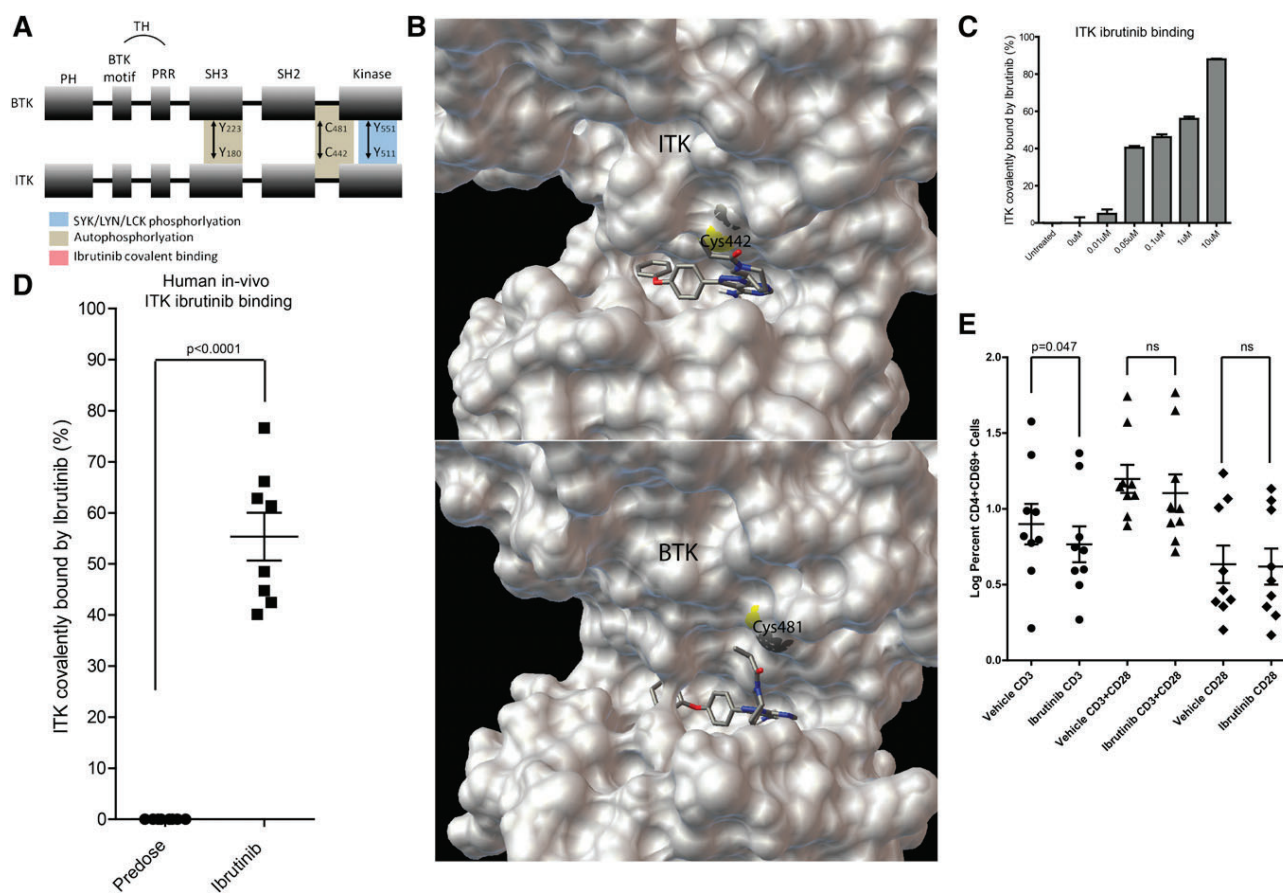 A
TH
BTK
motif
PH
PRR
SH3
SH2
Kinase
BTK
Y223
C481
Y551
Y180
C442
Y511
ITK
SYK/LYN/LCK phosphorlyation
Autophosphorlyation
Ibrutinib covalent binding
B
ITK
Cys442
BTK
Cys481
C
ITK ibrutinib binding
ITK covalently bound by Ibrutinib (%)
100
80
60
40
20
0
Untreated
0uM
0.01uM
0.05uM
0.1uM
1uM
10uM
D
Human in-vivo
ITK ibrutinib binding
ITK covalently bound by Ibrutinib (%)
100
90
80
70
60
50
40
30
20
10
0
p<0.0001
Predose
Ibrutinib
E
Log Percent CD4+CD69+ Cells
2.0
1.5
1.0
0.5
0.0
p=0.047
ns
ns
Vehicle CD3
Ibrutinib CD3
Vehicle CD3+CD28
Ibrutinib CD3+CD28
Vehicle CD28
Ibrutinib CD28